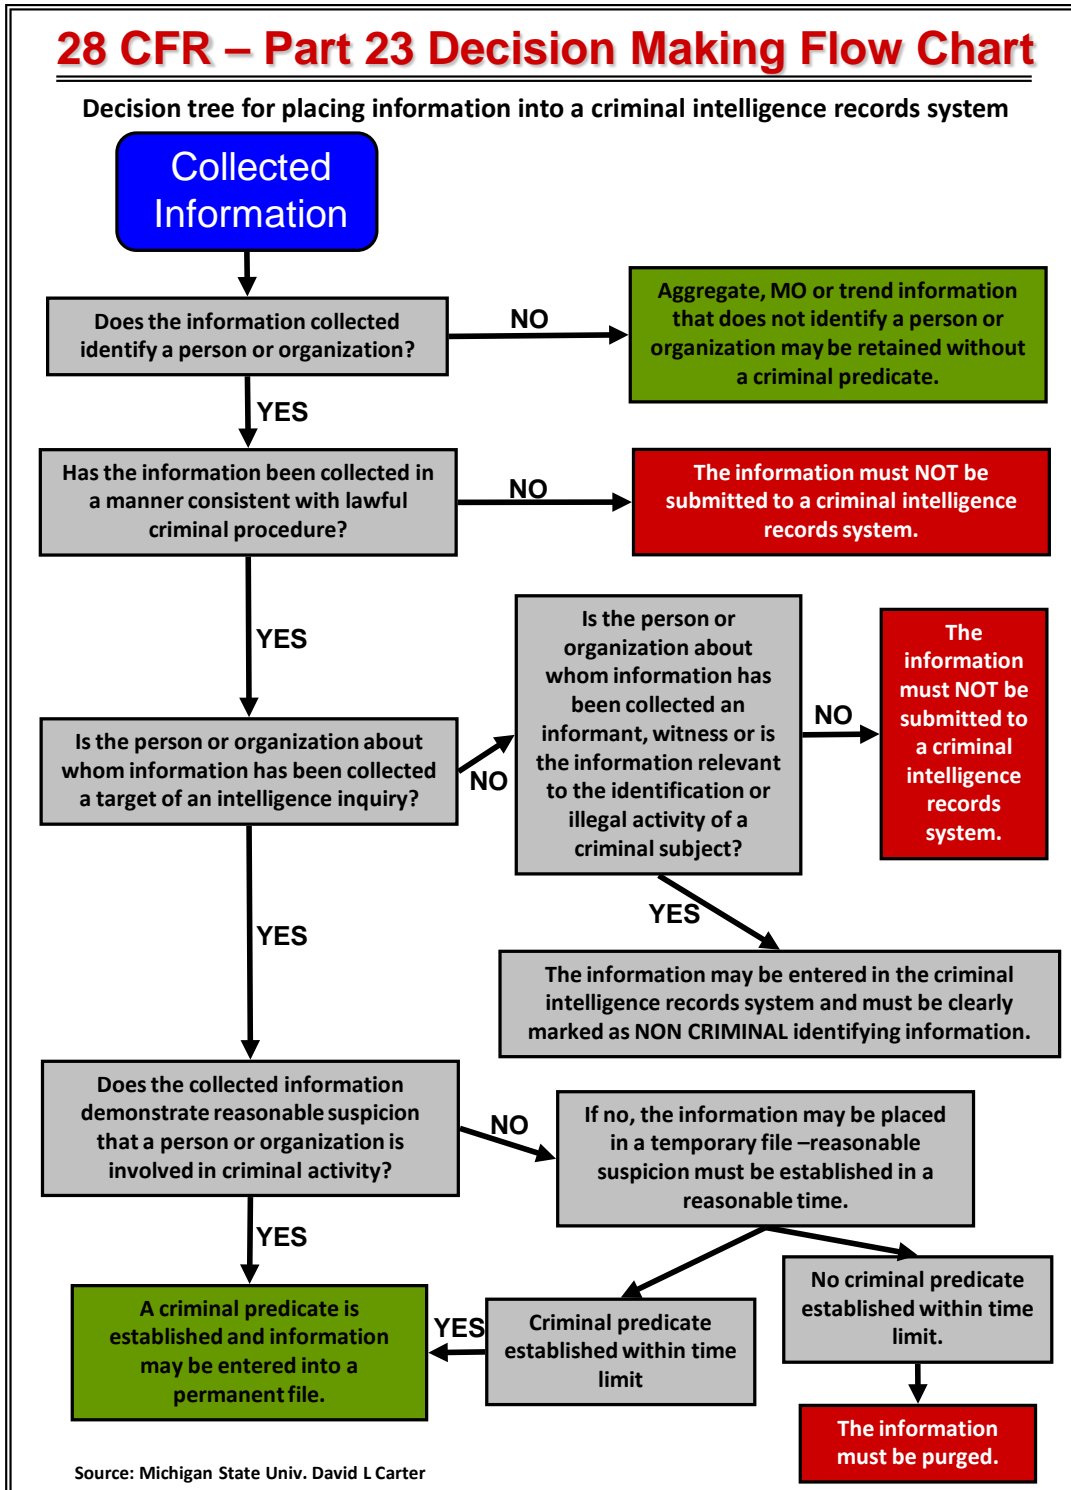 28 CFR – Part 23 Decision Making Flow Chart
Decision tree for placing information into a criminal intelligence records system
Collected
Information
Does the information collected
identify a person or organization?
NO
Aggregate, MO or trend information
that does not identify a person or
organization may be retained without
a criminal predicate.
YES
Has the information been collected in
a manner consistent with lawful
criminal procedure?
NO
The information must NOT be
submitted to a criminal intelligence
records system.
YES
Is the person or organization about
whom information has been collected
a target of an intelligence inquiry?
NO
Is the person or
organization about
whom information has
been collected an
informant, witness or is
the information relevant
to the identification or
illegal activity of a
criminal subject?
NO
The
information
must NOT be
submitted to
a criminal
intelligence
records
system.
YES
The information may be entered in the criminal
intelligence records system and must be clearly
marked as NON CRIMINAL identifying information.
YES
Does the collected information
demonstrate reasonable suspicion
that a person or organization is
involved in criminal activity?
NO
If no, the information may be placed
in a temporary file –reasonable
suspicion must be established in a
reasonable time.
YES
A criminal predicate is
established and information
may be entered into a
permanent file.
YES
Criminal predicate
established within time
limit
No criminal predicate
established within time
limit.
The information
must be purged.
Source: Michigan State Univ. David L Carter